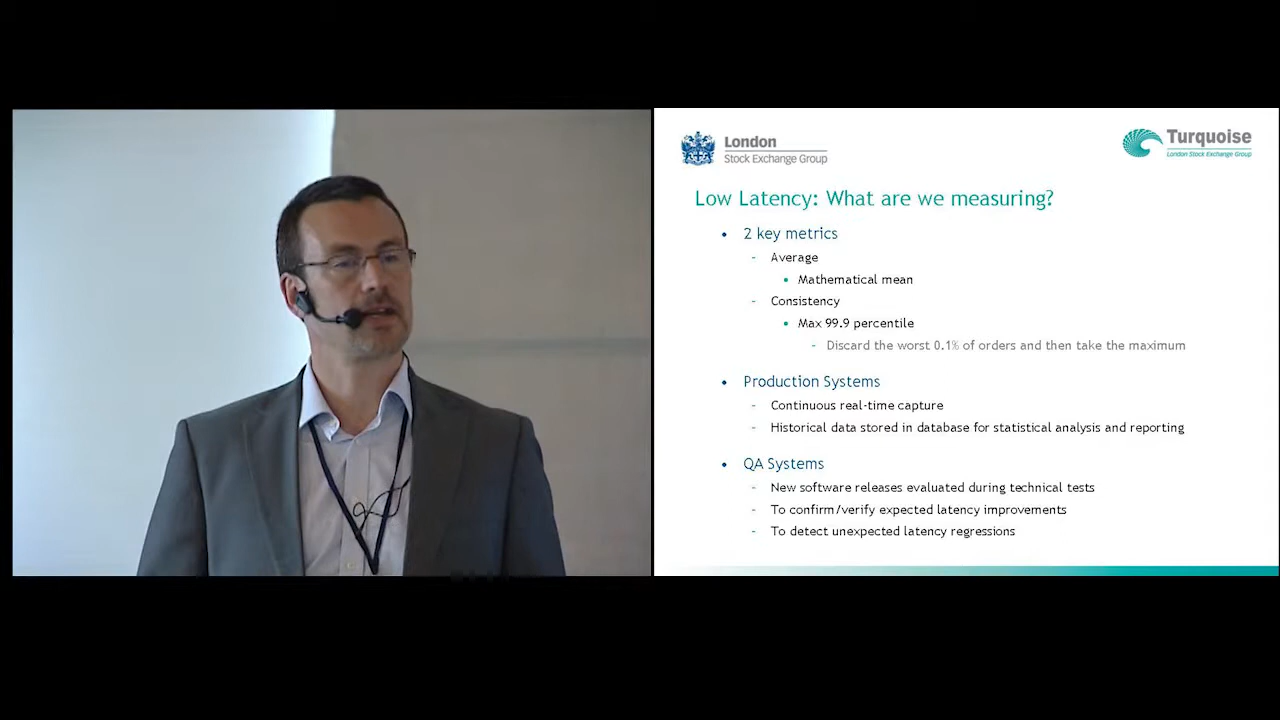 London
Stock Exchange Group
Turquoise
London Stock Exchange Group
Low Latency: What are we measuring?
• 2 key metrics
- Average
• Mathematical mean
- Consistency
• Max 99.9 percentile
- Discard the worst 0.1% of orders and then take the maximum
• Production Systems
- Continuous real-time capture
- Historical data stored in database for statistical analysis and reporting
• QA Systems
- New software releases evaluated during technical tests
- To confirm/verify expected latency improvements
- To detect unexpected latency regressions